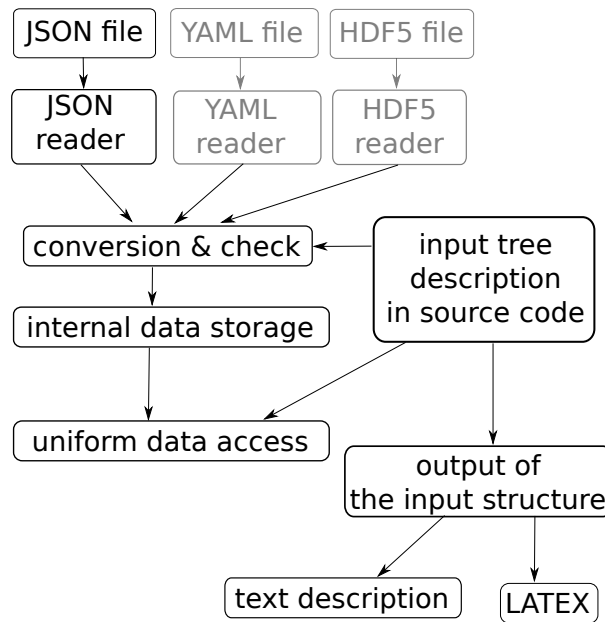 JSON file
YAML file
HDF5 file
JSON
reader
YAML
reader
HDF5
reader
conversion & check
input tree
description
in source code
internal data storage
uniform data access
output of
the input structure
text description
LATEX